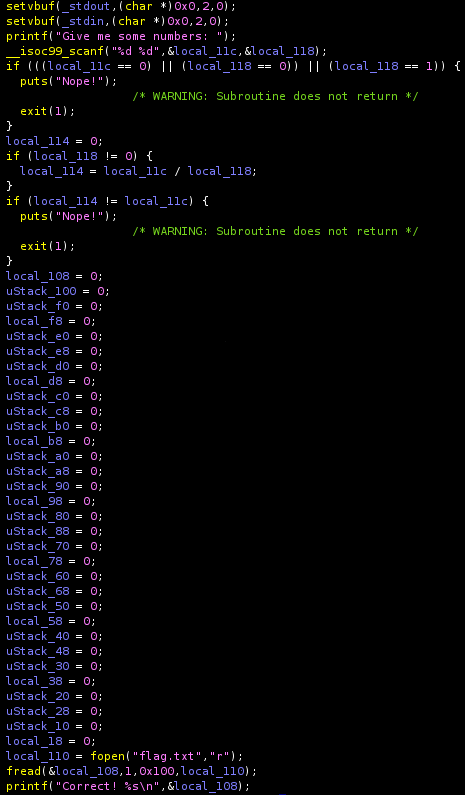 setvbuf(_stdout,(char *)0x0,2,0);
setvbuf(_stdin,(char *)0x0,2,0);
printf("Give me some numbers: ");
__isoc99_scanf("%d %d",&local_11c,&local_118);
if (((local_11c == 0) || (local_118 == 0)) || (local_118 == 1)) {
  puts("Nope!");
                    /* WARNING: Subroutine does not return */
  exit(1);
}
local_114 = 0;
if (local_118 != 0) {
  local_114 = local_11c / local_118;
}
if (local_114 != local_11c) {
  puts("Nope!");
                    /* WARNING: Subroutine does not return */
  exit(1);
}
local_108 = 0;
uStack_100 = 0;
uStack_f0 = 0;
local_f8 = 0;
uStack_e0 = 0;
uStack_e8 = 0;
uStack_d0 = 0;
local_d8 = 0;
uStack_c0 = 0;
uStack_c8 = 0;
uStack_b0 = 0;
local_b8 = 0;
uStack_a0 = 0;
uStack_a8 = 0;
uStack_90 = 0;
local_98 = 0;
uStack_80 = 0;
uStack_88 = 0;
uStack_70 = 0;
local_78 = 0;
uStack_60 = 0;
uStack_68 = 0;
uStack_50 = 0;
local_58 = 0;
uStack_40 = 0;
uStack_48 = 0;
uStack_30 = 0;
local_38 = 0;
uStack_20 = 0;
uStack_28 = 0;
uStack_10 = 0;
local_18 = 0;
local_110 = fopen("flag.txt","r");
fread(&local_108,1,0x100,local_110);
printf("Correct! %s\n",&local_108);